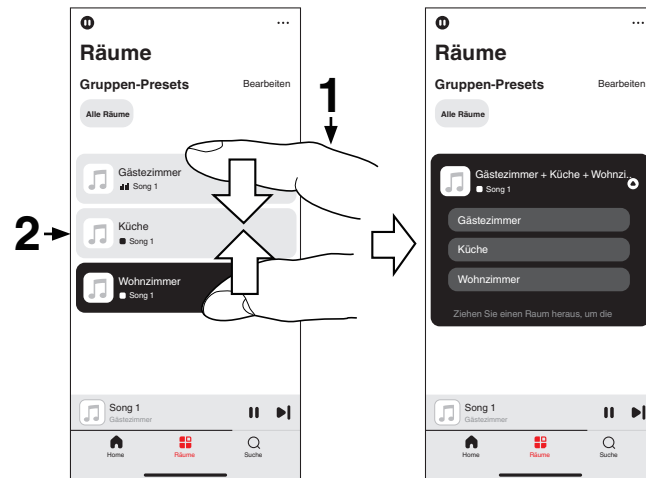 Räume
Gruppen-Presets Bearbeiten
Alle Räume
1
Gästezimmer
Song 1
2
Küche
Song 1
Wohnzimmer
Song 1
Song 1
Gästezimmer
Home Räume Suche
Räume
Gruppen-Presets Bearbeiten
Alle Räume
Gästezimmer + Küche + Wohnzi..
Song 1
Gästezimmer
Küche
Wohnzimmer
Ziehen Sie einen Raum heraus, um die
Song 1
Gästezimmer
Home Räume Suche